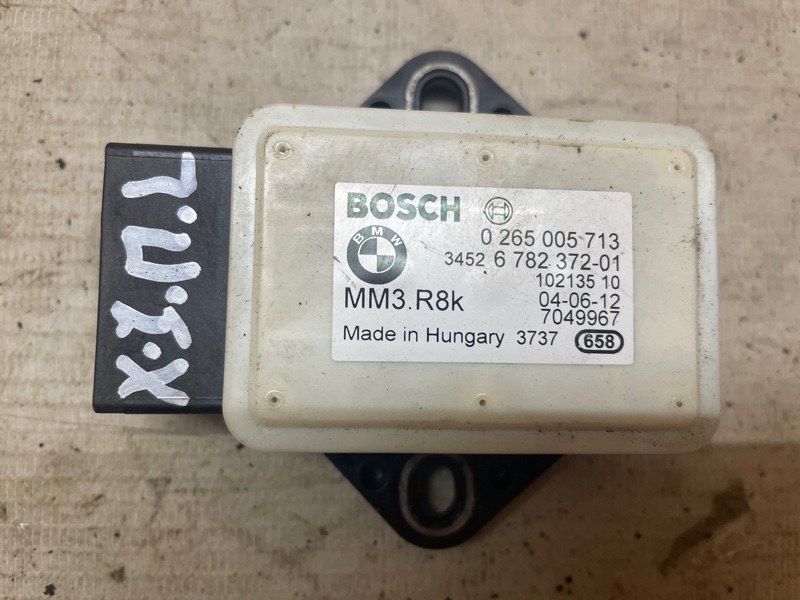 BOSCH
0 265 005 713
BMW
3452 6 782 372-01
102135 10
MM3.R8k
04-06-12
7049967
Made in Hungary 3737 658